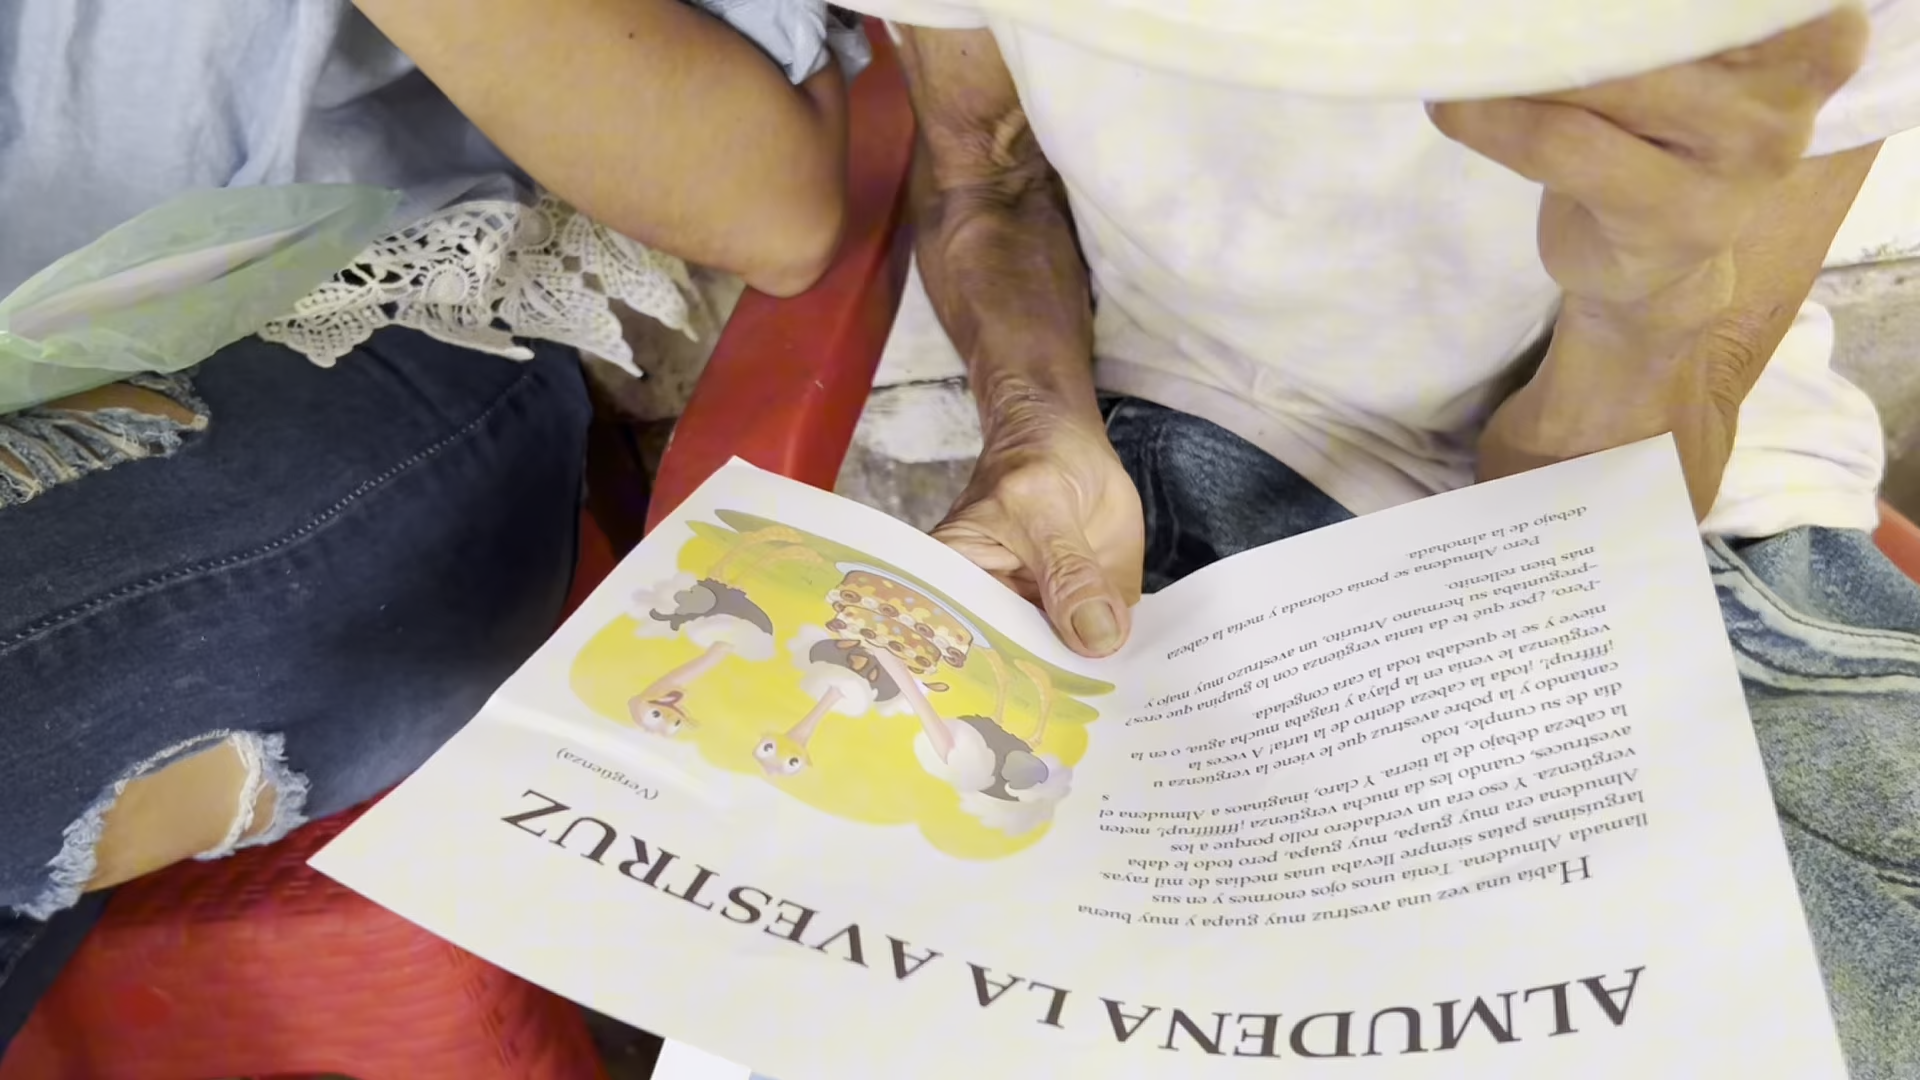 ALMUDENA LA AVESTRUZ
(Vergüenza)
Había una vez una avestruz muy guapa y muy buena
llamada Almudena. Tenía unos ojos enormes y en sus
larguísimas patas siempre llevaba unas medias de mil rayas.
Almudena era muy guapa, muy guapa, pero todo le daba
vergüenza. Y eso era un verdadero rollo porque a los
avestruces, cuando les da mucha vergüenza ¡fffffrup!, meten
la cabeza debajo de la tierra. Y claro, imaginaos a Almudena el
día de su cumple, todo s
cantando y la pobre avestruz que le viene la vergüenza u
¡fffffrup!, ¡toda la cabeza dentro de la tarta! A veces la
vergüenza le venía en la playa y tragaba mucha agua, o en la
nieve y se le quedaba toda la cara congelada.
-Pero, ¿por qué te da tanta vergüenza con lo guapina que eres?
-preguntaba su hermano Arturito, un avestruzo muy majo y
más bien rellenito.
Pero Almudena se ponía colorada y metía la cabeza
debajo de la almohada.